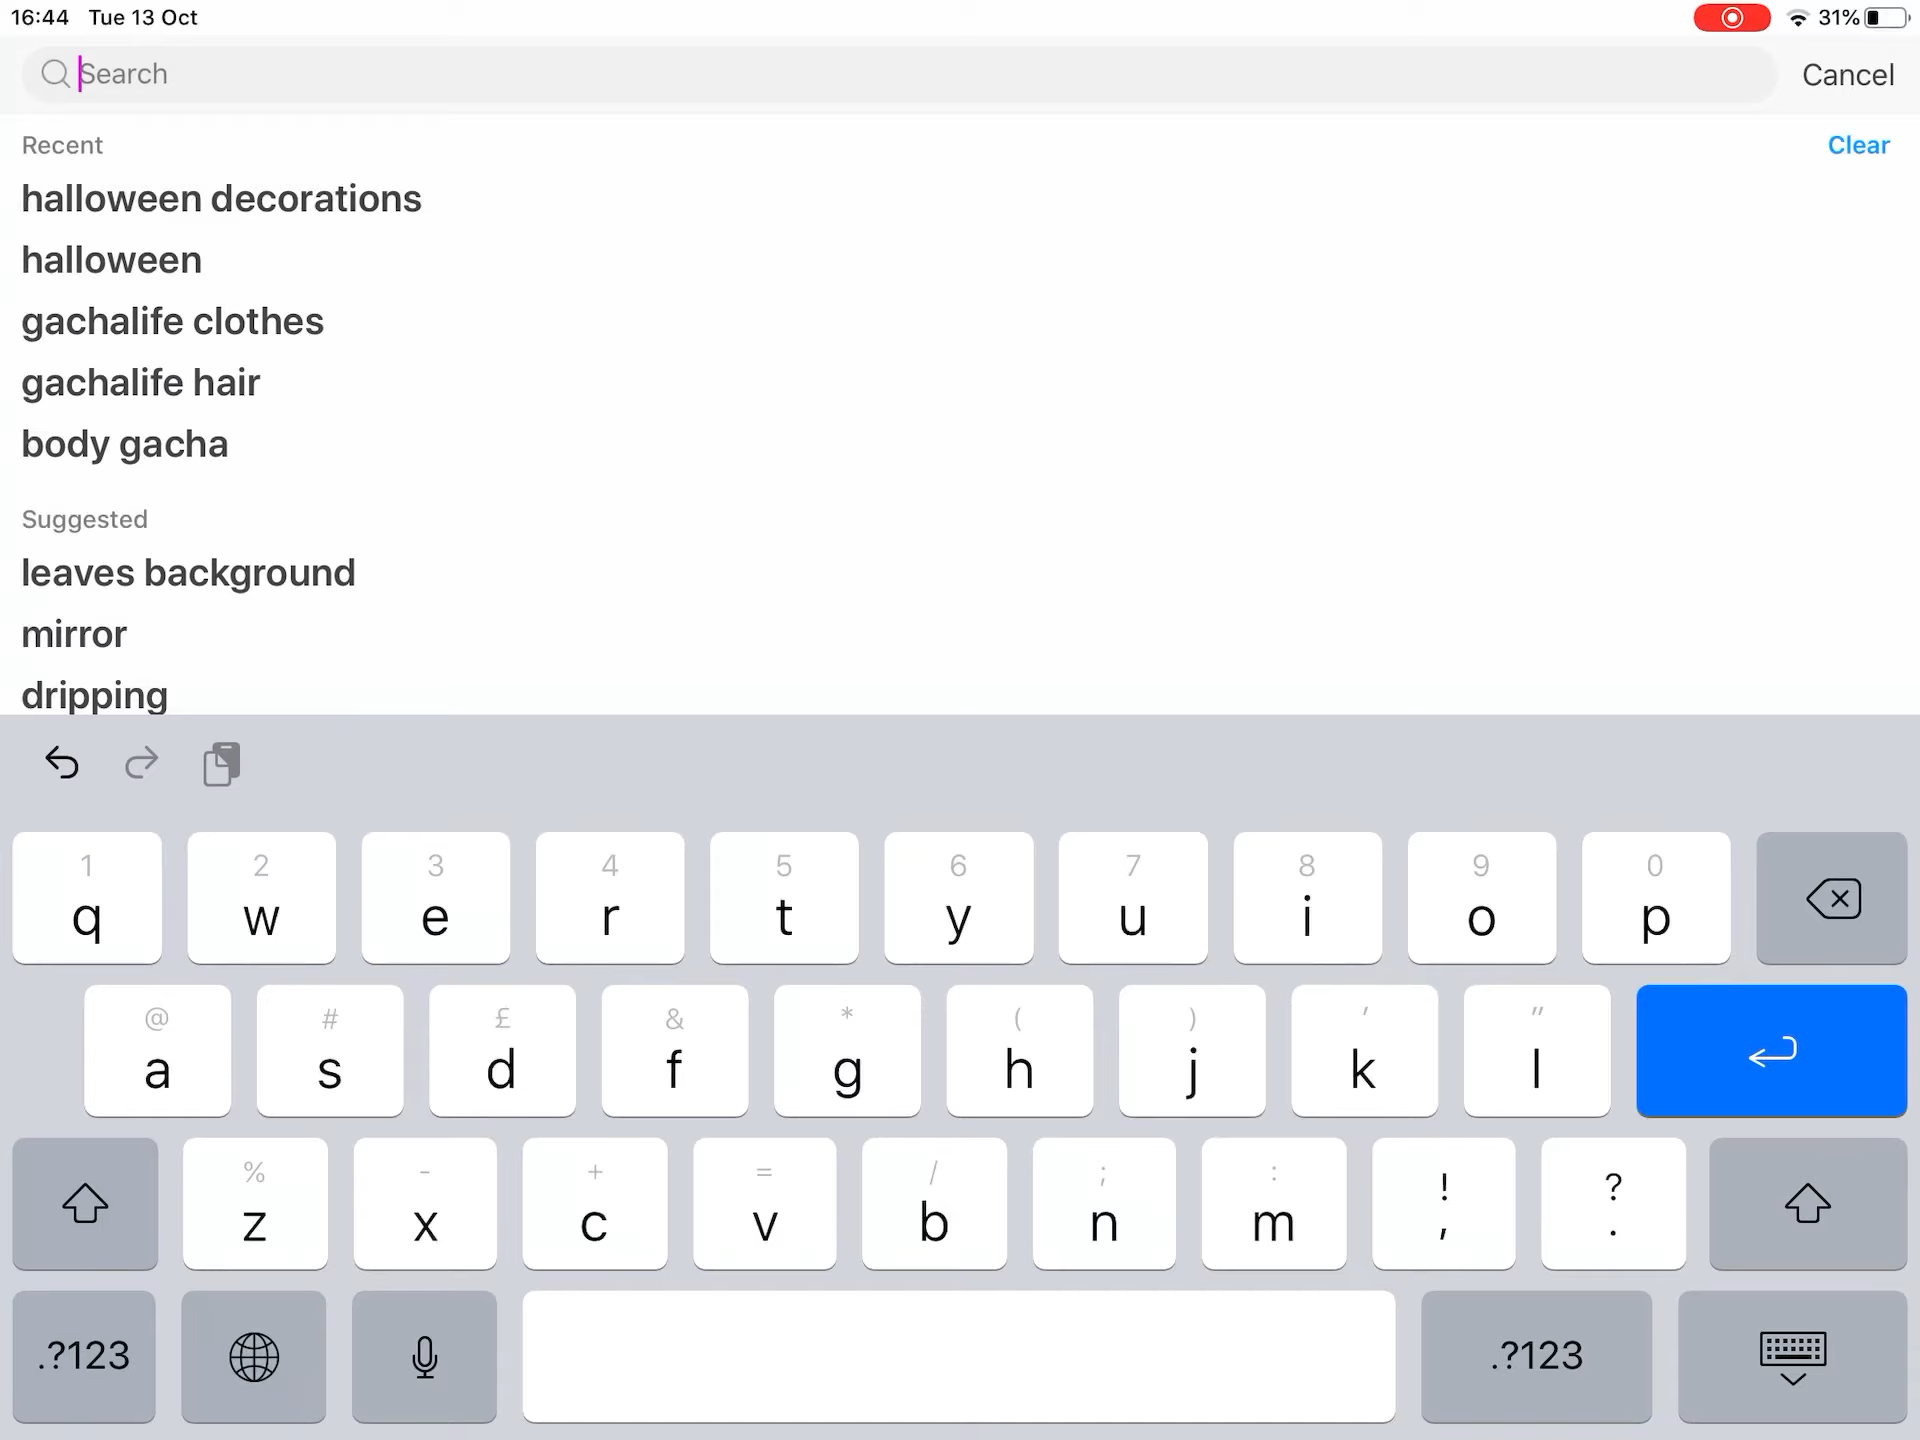 16:44 Tue 13 Oct 31%
Search Cancel
Recent Clear
halloween decorations
halloween
gachalife clothes
gachalife hair
body gacha
Suggested
leaves background
mirror
dripping
1 2 3 4 5 6 7 8 9 0
q w e r t y u i o p
@ # £ & * ( ) ' "
a s d f g h j k l
% - + = / ; : ! ?
z x c v b n m , .
.?123 .?123